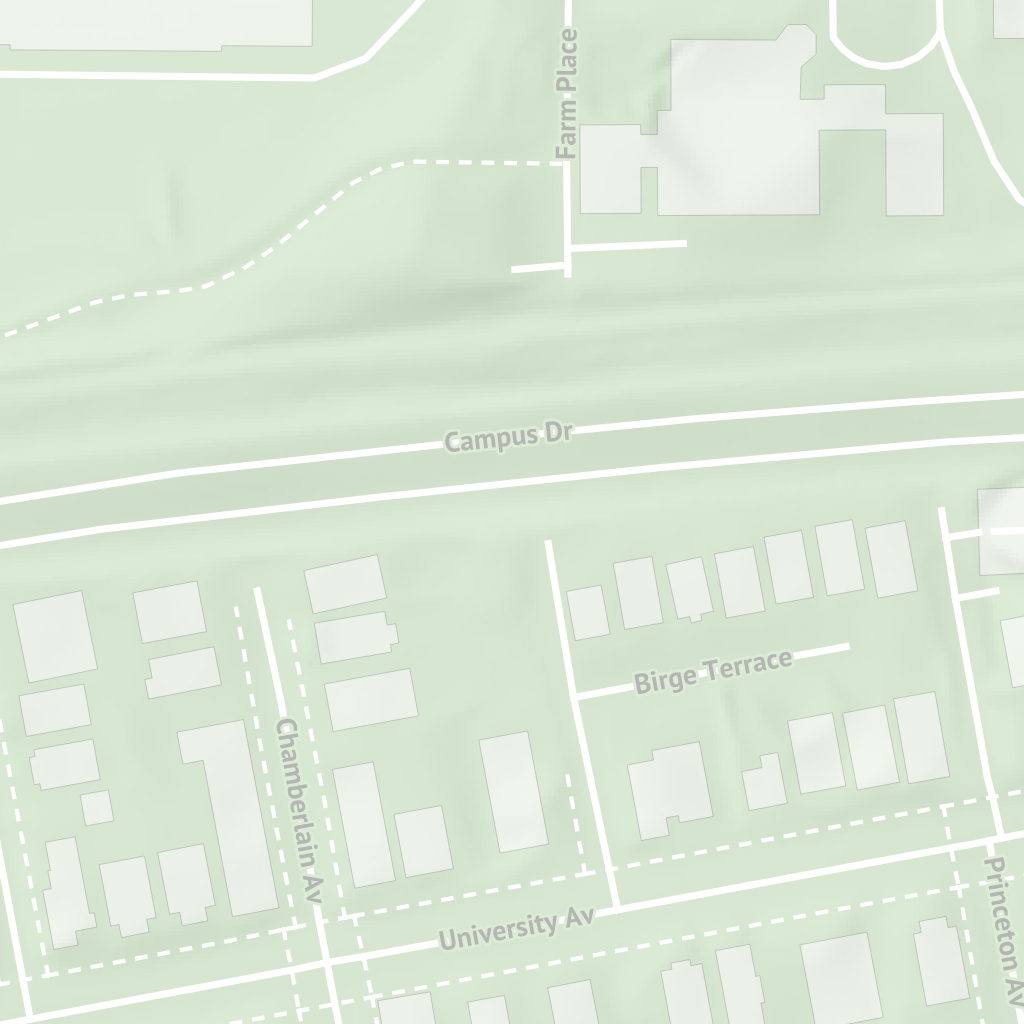 Farm Place
Campus Dr
Birge Terrace
Chamberlain Av
University Av
Princeton Av